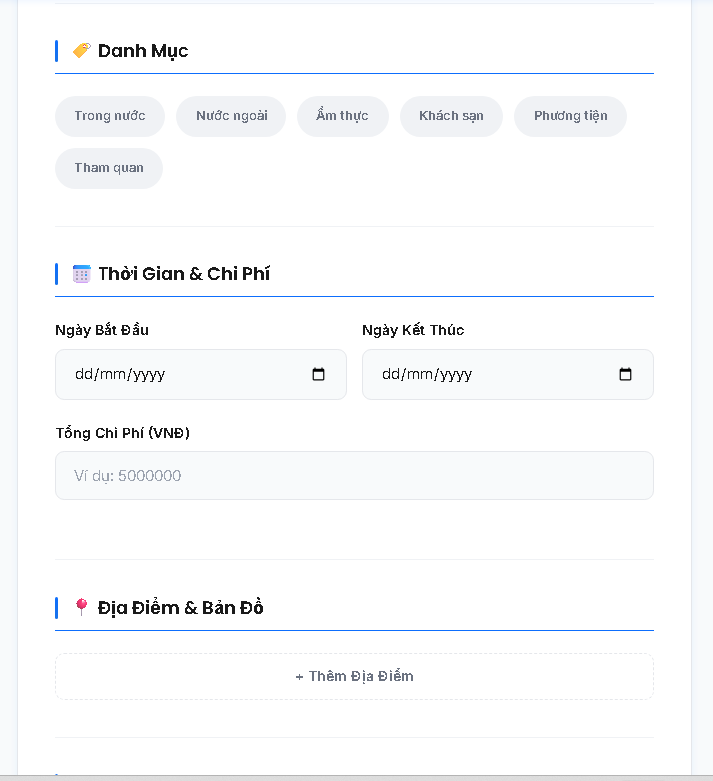 Danh Mục
Trong nước Nước ngoài Ẩm thực Khách sạn Phương tiện
Tham quan
Thời Gian & Chi Phí
Ngày Bắt Đầu Ngày Kết Thúc
dd/mm/yyyy dd/mm/yyyy
Tổng Chi Phí (VNĐ)
Ví dụ: 5000000
Địa Điểm & Bản Đồ
+ Thêm Địa Điểm